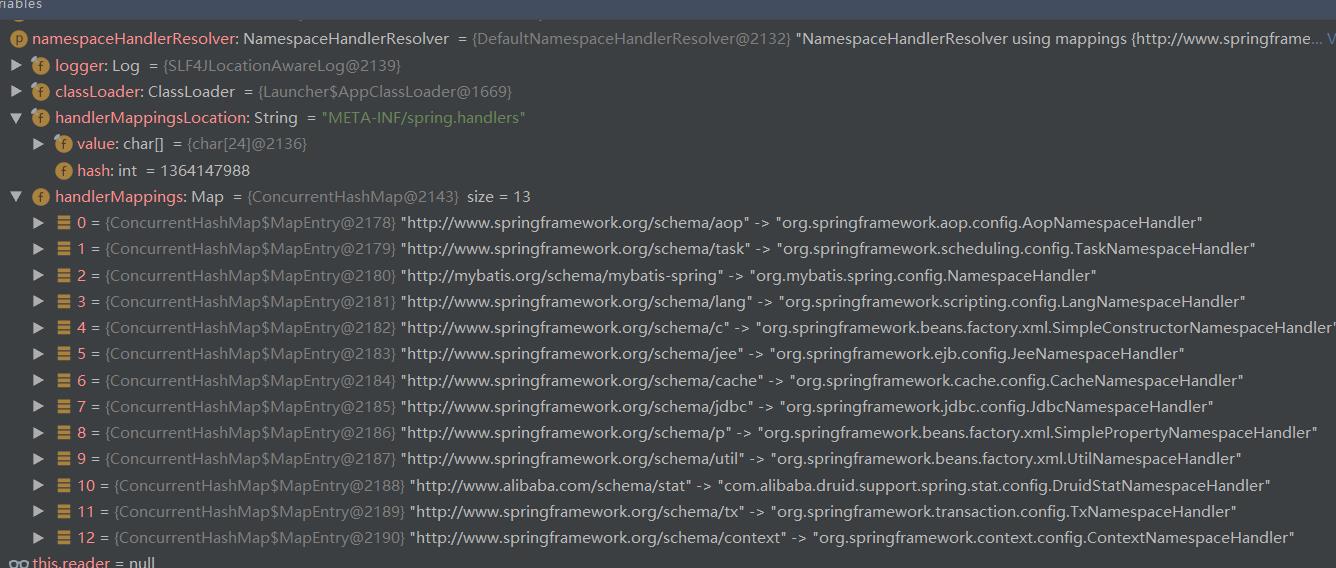 riables
p namespaceHandlerResolver: NamespaceHandlerResolver = {DefaultNamespaceHandlerResolver@2132} "NamespaceHandlerResolver using mappings {http://www.springframe... V
f logger: Log = {SLF4JLocationAwareLog@2139}
f classLoader: ClassLoader = {Launcher$AppClassLoader@1669}
f handlerMappingsLocation: String = "META-INF/spring.handlers"
f value: char[] = {char[24]@2136}
f hash: int = 1364147988
f handlerMappings: Map = {ConcurrentHashMap@2143} size = 13
0 = {ConcurrentHashMap$MapEntry@2178} "http://www.springframework.org/schema/aop" -> "org.springframework.aop.config.AopNamespaceHandler"
1 = {ConcurrentHashMap$MapEntry@2179} "http://www.springframework.org/schema/task" -> "org.springframework.scheduling.config.TaskNamespaceHandler"
2 = {ConcurrentHashMap$MapEntry@2180} "http://mybatis.org/schema/mybatis-spring" -> "org.mybatis.spring.config.NamespaceHandler"
3 = {ConcurrentHashMap$MapEntry@2181} "http://www.springframework.org/schema/lang" -> "org.springframework.scripting.config.LangNamespaceHandler"
4 = {ConcurrentHashMap$MapEntry@2182} "http://www.springframework.org/schema/c" -> "org.springframework.beans.factory.xml.SimpleConstructorNamespaceHandler"
5 = {ConcurrentHashMap$MapEntry@2183} "http://www.springframework.org/schema/jee" -> "org.springframework.ejb.config.JeeNamespaceHandler"
6 = {ConcurrentHashMap$MapEntry@2184} "http://www.springframework.org/schema/cache" -> "org.springframework.cache.config.CacheNamespaceHandler"
7 = {ConcurrentHashMap$MapEntry@2185} "http://www.springframework.org/schema/jdbc" -> "org.springframework.jdbc.config.JdbcNamespaceHandler"
8 = {ConcurrentHashMap$MapEntry@2186} "http://www.springframework.org/schema/p" -> "org.springframework.beans.factory.xml.SimplePropertyNamespaceHandler"
9 = {ConcurrentHashMap$MapEntry@2187} "http://www.springframework.org/schema/util" -> "org.springframework.beans.factory.xml.UtilNamespaceHandler"
10 = {ConcurrentHashMap$MapEntry@2188} "http://www.alibaba.com/schema/stat" -> "com.alibaba.druid.support.spring.stat.config.DruidStatNamespaceHandler"
11 = {ConcurrentHashMap$MapEntry@2189} "http://www.springframework.org/schema/tx" -> "org.springframework.transaction.config.TxNamespaceHandler"
12 = {ConcurrentHashMap$MapEntry@2190} "http://www.springframework.org/schema/context" -> "org.springframework.context.config.ContextNamespaceHandler"
this.reader = null